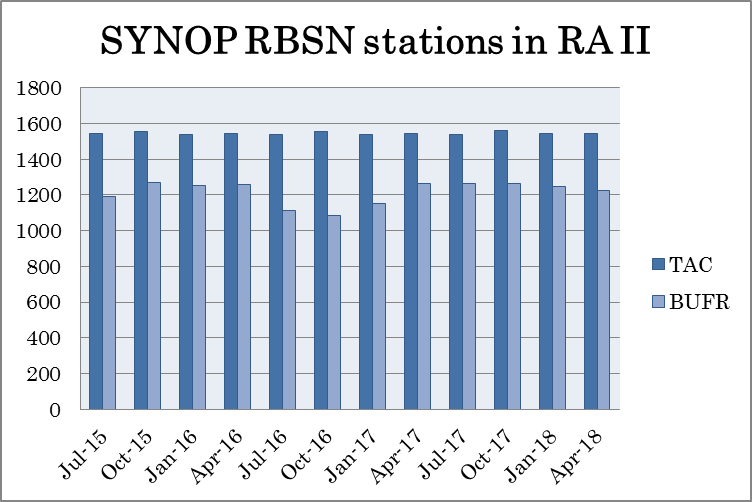 SYNOP RBSN stations in RA II
1800
1600
1400
1200
1000
800
600
400
200
0
Jul-15
Oct-15
Jan-16
Apr-16
Jul-16
Oct-16
Jan-17
Apr-17
Jul-17
Oct-17
Jan-18
Apr-18
TAC
BUFR